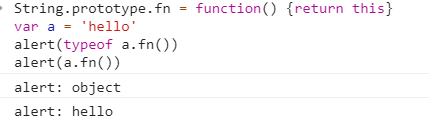 String.prototype.fn = function() {return this}
var a = 'hello'
alert(typeof a.fn())
alert(a.fn())
alert: object
alert: hello